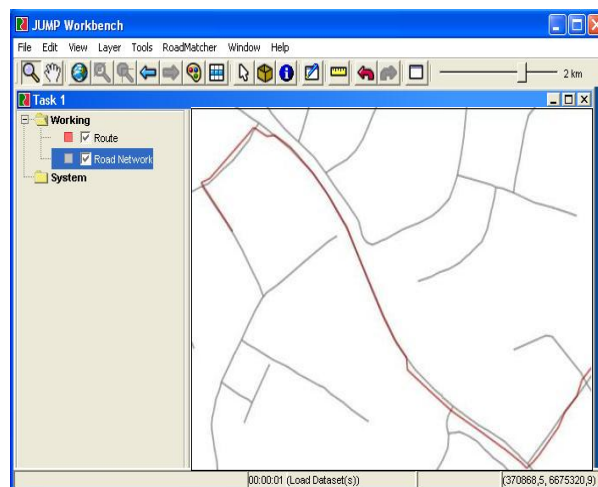 JUMP Workbench
File Edit View Layer Tools RoadMatcher Window Help
2 km
Task 1
Working
Route
Road Network
System
00:00:01 (Load Dataset(s))
(370868,5, 6675320,9)